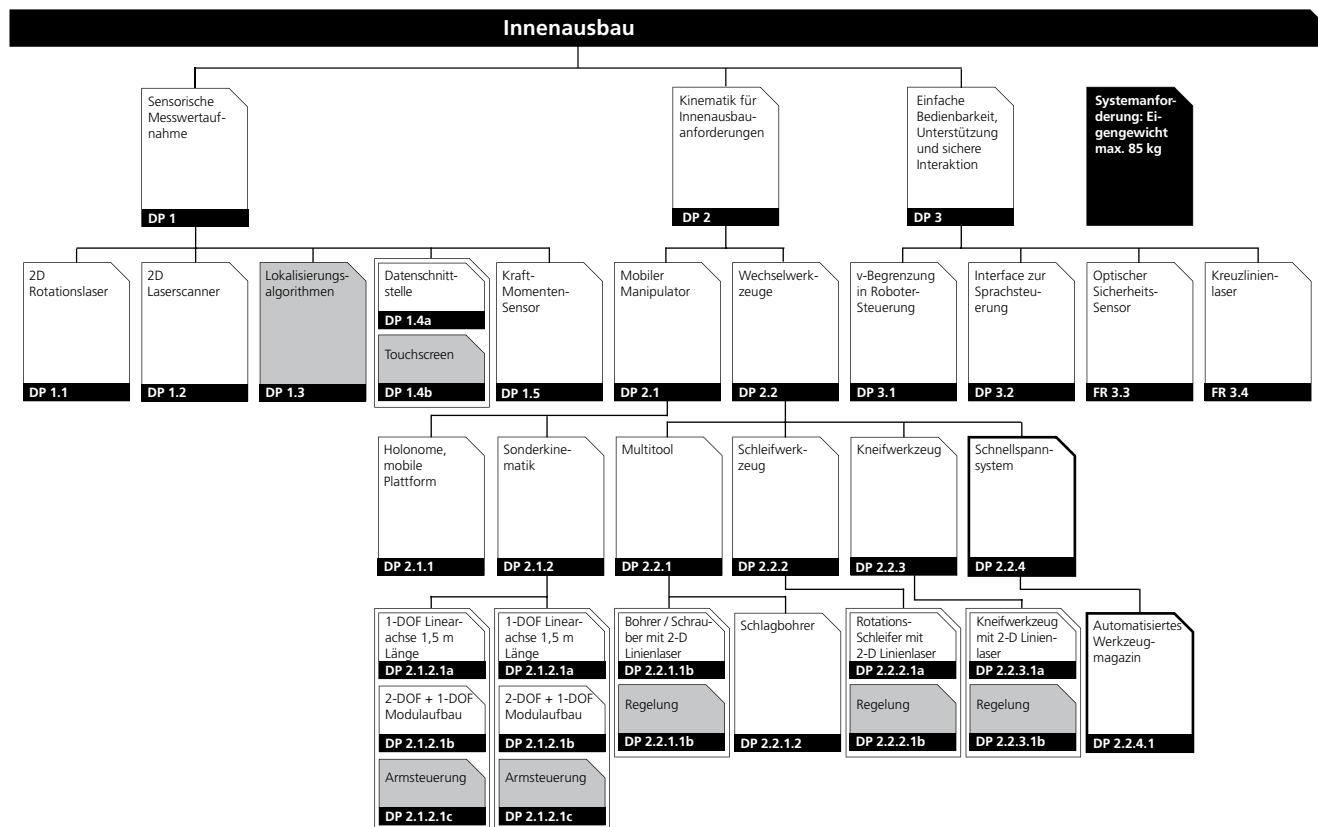 Innenausbau
Sensorische
Messwertauf-
nahme
DP 1
Kinematik für
Innenausbau-
anforderungen
DP 2
Einfache
Bedienbarkeit,
Unterstützung
und sichere
Interaktion
DP 3
Systemanfor-
derung: Ei-
gengewicht
max. 85 kg
2D
Rotationslaser
DP 1.1
2D
Laserscanner
DP 1.2
Lokalisierungs-
algorithmen
DP 1.3
Datenschnitt-
stelle
DP 1.4a
Touchscreen
DP 1.4b
Kraft-
Momenten-
Sensor
DP 1.5
Mobiler
Manipulator
DP 2.1
Wechselwerk-
zeuge
DP 2.2
v-Begrenzung
in Roboter-
Steuerung
DP 3.1
Interface zur
Sprachsteu-
erung
DP 3.2
Optischer
Sicherheits-
Sensor
FR 3.3
Kreuzlinien-
laser
FR 3.4
Holonome,
mobile
Plattform
DP 2.1.1
Sonderkine-
matik
DP 2.1.2
Multitool
DP 2.2.1
Schleifwerk-
zeug
DP 2.2.2
Kneifwerkzeug
DP 2.2.3
Schnellspann-
system
DP 2.2.4
1-DOF Linear-
achse 1,5 m
Länge
DP 2.1.2.1a
2-DOF + 1-DOF
Modulaufbau
DP 2.1.2.1b
Armsteuerung
DP 2.1.2.1c
1-DOF Linear-
achse 1,5 m
Länge
DP 2.1.2.1a
2-DOF + 1-DOF
Modulaufbau
DP 2.1.2.1b
Armsteuerung
DP 2.1.2.1c
Bohrer / Schrau-
ber mit 2-D
Linienlaser
DP 2.2.1.1b
Regelung
DP 2.2.1.1b
Schlagbohrer
DP 2.2.1.2
Rotations-
Schleifer mit
2-D Linienlaser
DP 2.2.2.1a
Regelung
DP 2.2.2.1b
Kneifwerkzeug
mit 2-D Linien-
laser
DP 2.2.3.1a
Regelung
DP 2.2.3.1b
Automatisiertes
Werkzeug-
magazin
DP 2.2.4.1